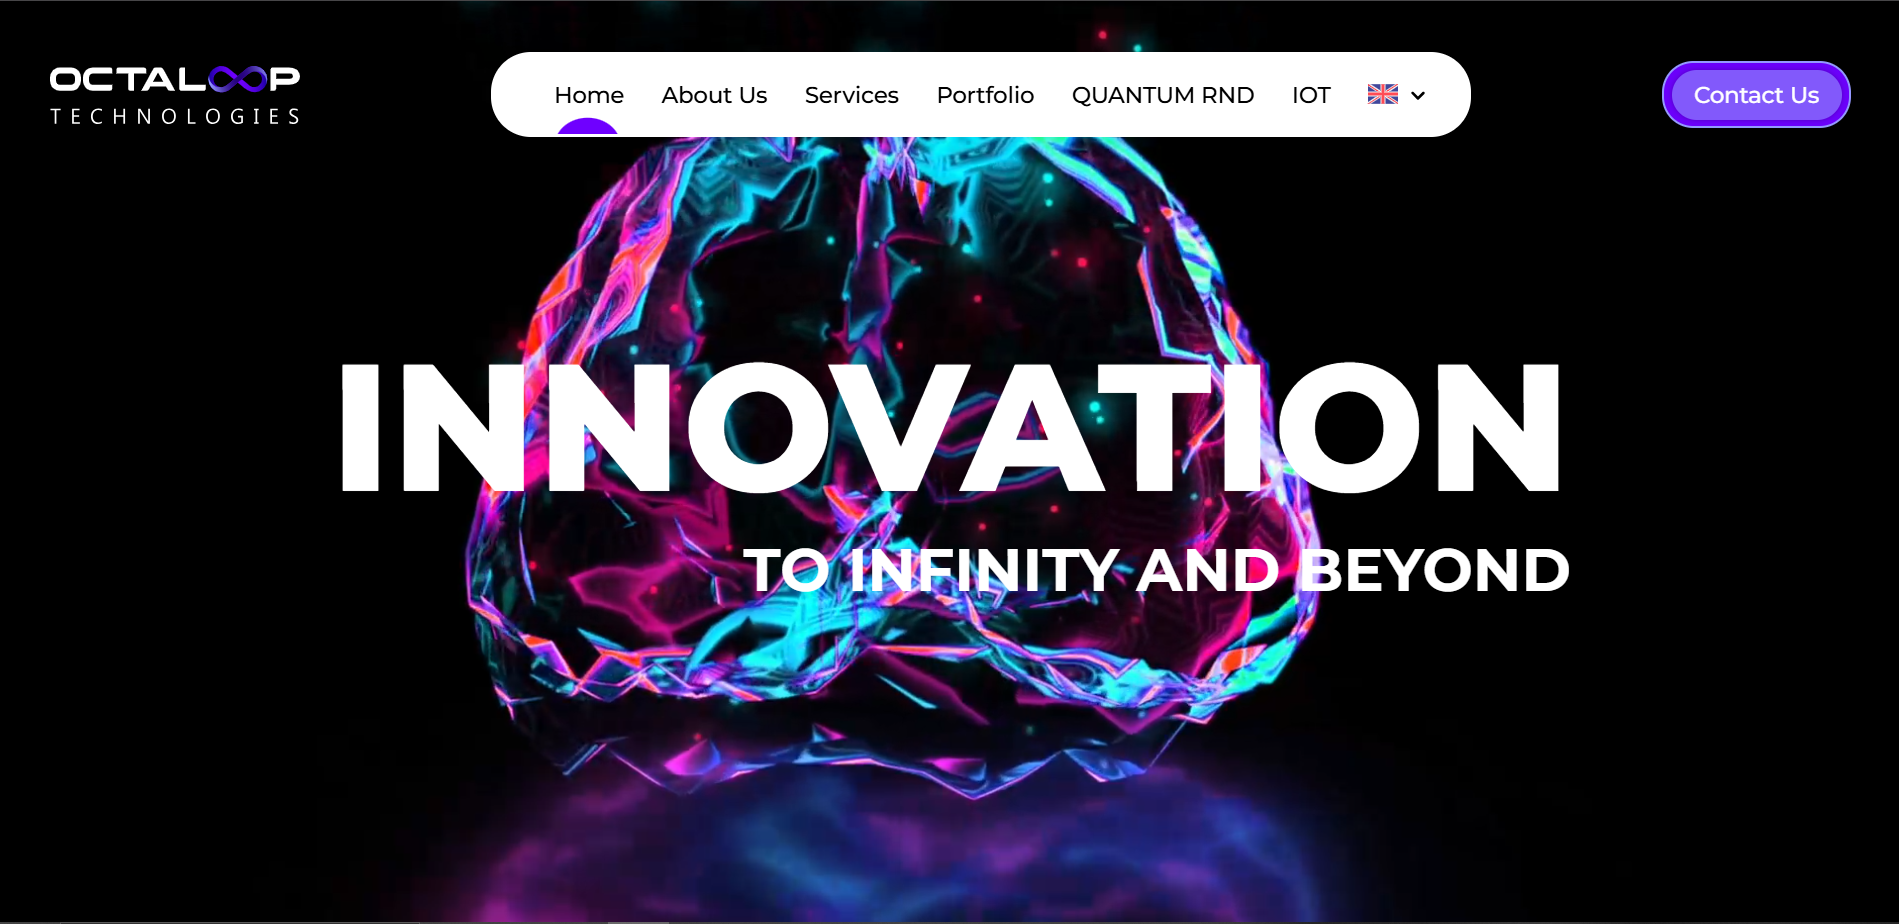 OCTALOOP
TECHNOLOGIES
Home About Us Services Portfolio QUANTUM RND IOT
Contact Us
INNOVATION
TO INFINITY AND BEYOND